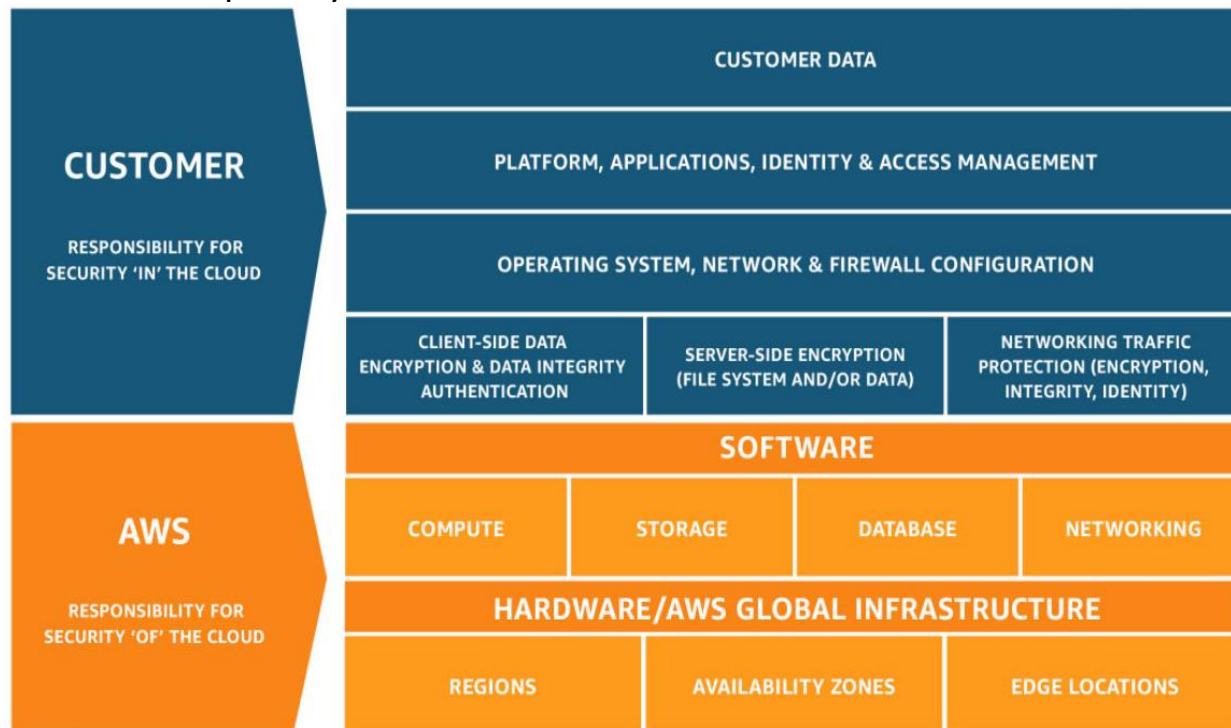 CUSTOMER DATA
CUSTOMER
RESPONSIBILITY FOR
SECURITY ‘IN’ THE CLOUD
PLATFORM, APPLICATIONS, IDENTITY & ACCESS MANAGEMENT
OPERATING SYSTEM, NETWORK & FIREWALL CONFIGURATION
CLIENT-SIDE DATA
ENCRYPTION & DATA INTEGRITY
AUTHENTICATION
SERVER-SIDE ENCRYPTION
(FILE SYSTEM AND/OR DATA)
NETWORKING TRAFFIC
PROTECTION (ENCRYPTION,
INTEGRITY, IDENTITY)
AWS
RESPONSIBILITY FOR
SECURITY ‘OF’ THE CLOUD
SOFTWARE
COMPUTE
STORAGE
DATABASE
NETWORKING
HARDWARE/AWS GLOBAL INFRASTRUCTURE
REGIONS
AVAILABILITY ZONES
EDGE LOCATIONS